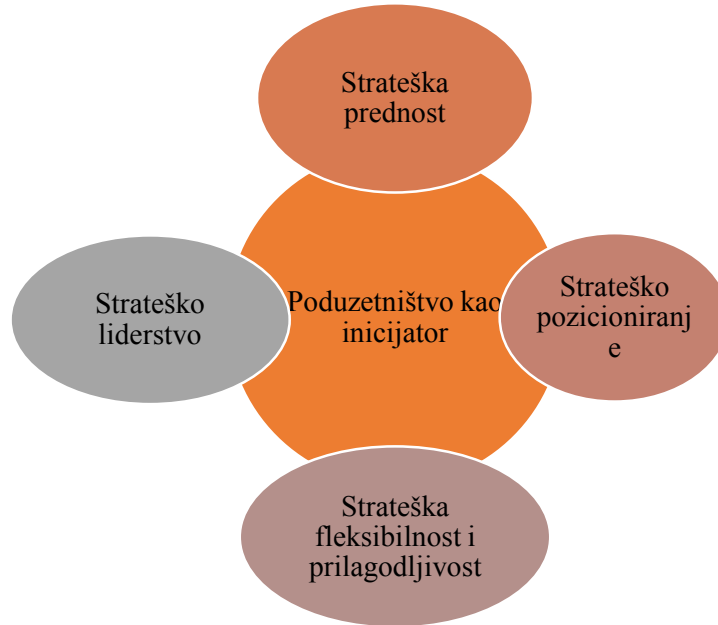 Strateška
prednost
Strateško
liderstvo
Poduzetništvo kao
inicijator
Strateško
pozicioniranj
e
Strateška
fleksibilnost i
prilagodljivost